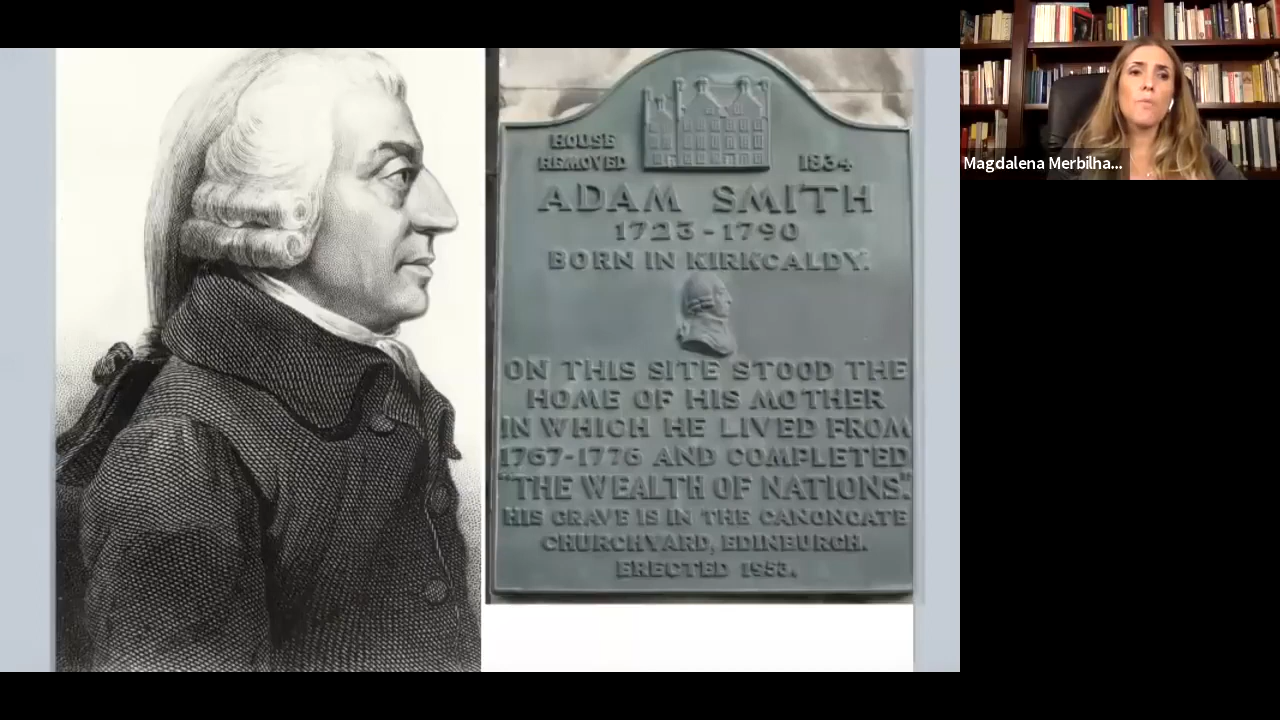 HOUSE
REMOVED
1834
ADAM SMITH
1723-1790
BORN IN KIRKCALDY.
ON THIS SITE STOOD THE
HOME OF HIS MOTHER
IN WHICH HE LIVED FROM
1767-1776 AND COMPLETED
"THE WEALTH OF NATIONS".
HIS GRAVE IS IN THE CANONGATE
CHURCHYARD, EDINBURGH.
ERECTED 1953.
Magdalena Merbilha...